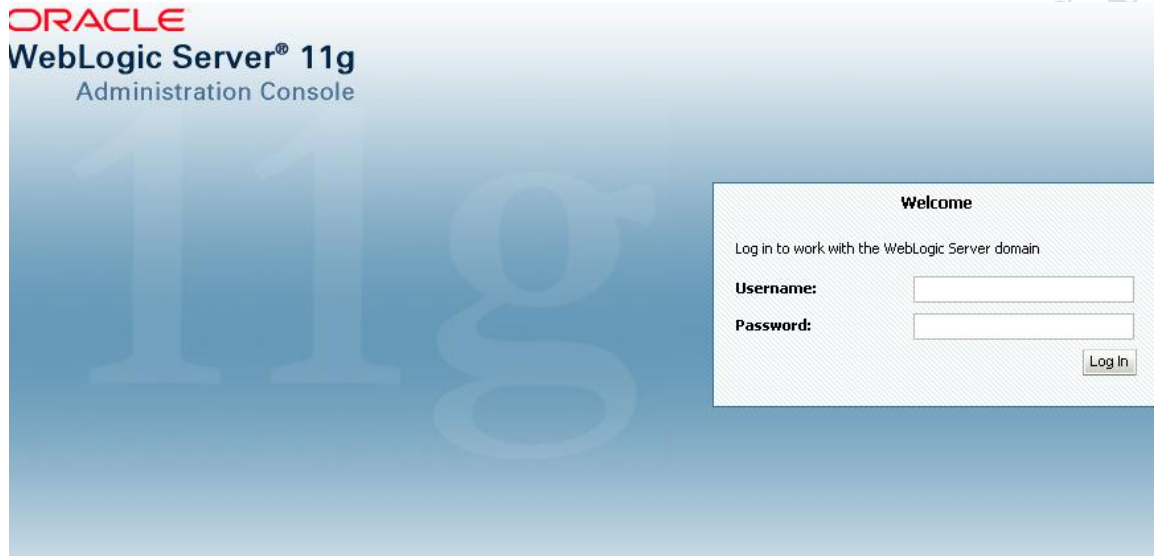 ORACLE
WebLogic Server® 11g
Administration Console
11g
Welcome
Log in to work with the WebLogic Server domain
Username:
Password:
Log In